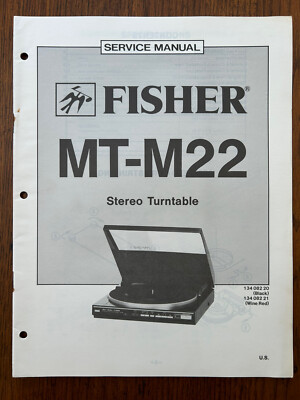 SERVICE MANUAL
FISHER®
MT-M22
Stereo Turntable
134 082 20
(Black)
134 082 21
(Wine Red)
U.S.